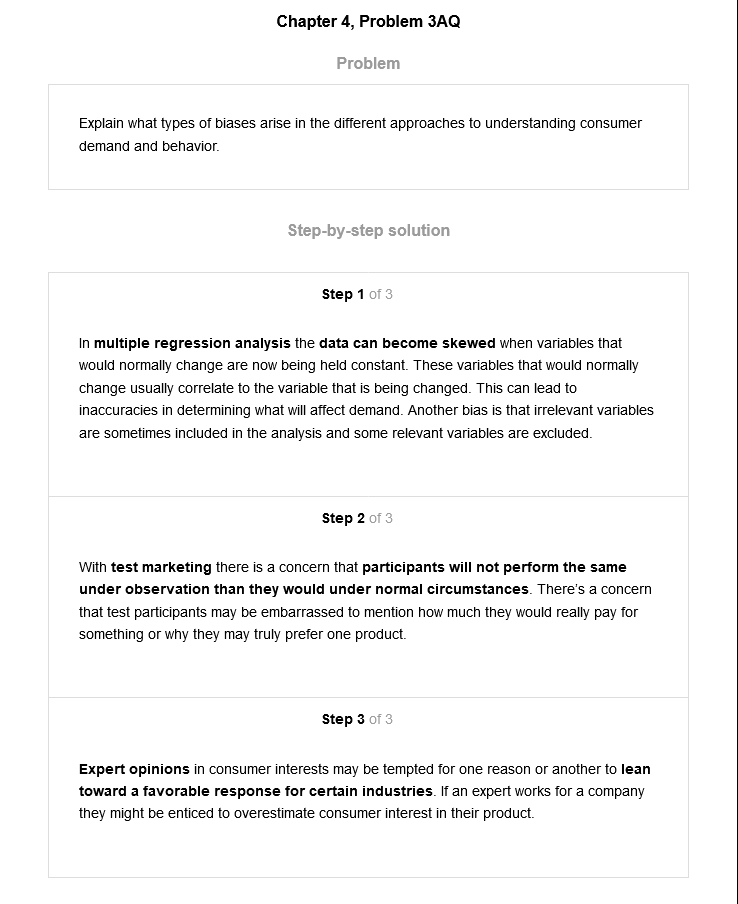 Chapter 4, Problem 3AQ
Problem
Explain what types of biases arise in the different approaches to understanding consumer
demand and behavior.
Step-by-step solution
Step 1 of 3
In multiple regression analysis the data can become skewed when variables that
would normally change are now being held constant. These variables that would normally
change usually correlate to the variable that is being changed. This can lead to
inaccuracies in determining what will affect demand. Another bias is that irrelevant variables
are sometimes included in the analysis and some relevant variables are excluded.
Step 2 of 3
With test marketing there is a concern that participants will not perform the same
under observation than they would under normal circumstances. There's a concern
that test participants may be embarrassed to mention how much they would really pay for
something or why they may truly prefer one product.
Step 3 of 3
Expert opinions in consumer interests may be tempted for one reason or another to lean
toward a favorable response for certain industries. If an expert works for a company
they might be enticed to overestimate consumer interest in their product.